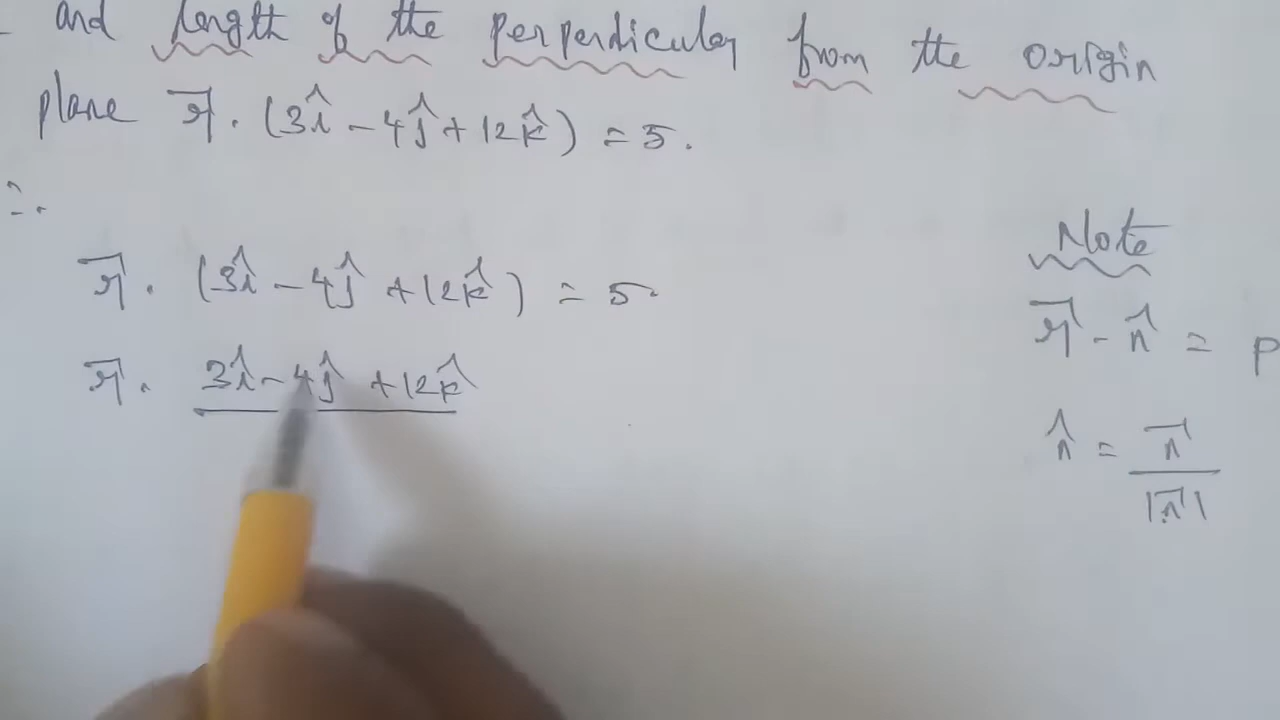 and length of the perpendicular from the origin
plane r⃗ . (3î - 4ĵ + 12k̂) = 5.
∴
r⃗ . (3î - 4ĵ + 12k̂) = 5.
r⃗ . 3î - 4ĵ + 12k̂
Note
r⃗ - n̂ = p
n̂ = n⃗ / |n⃗|